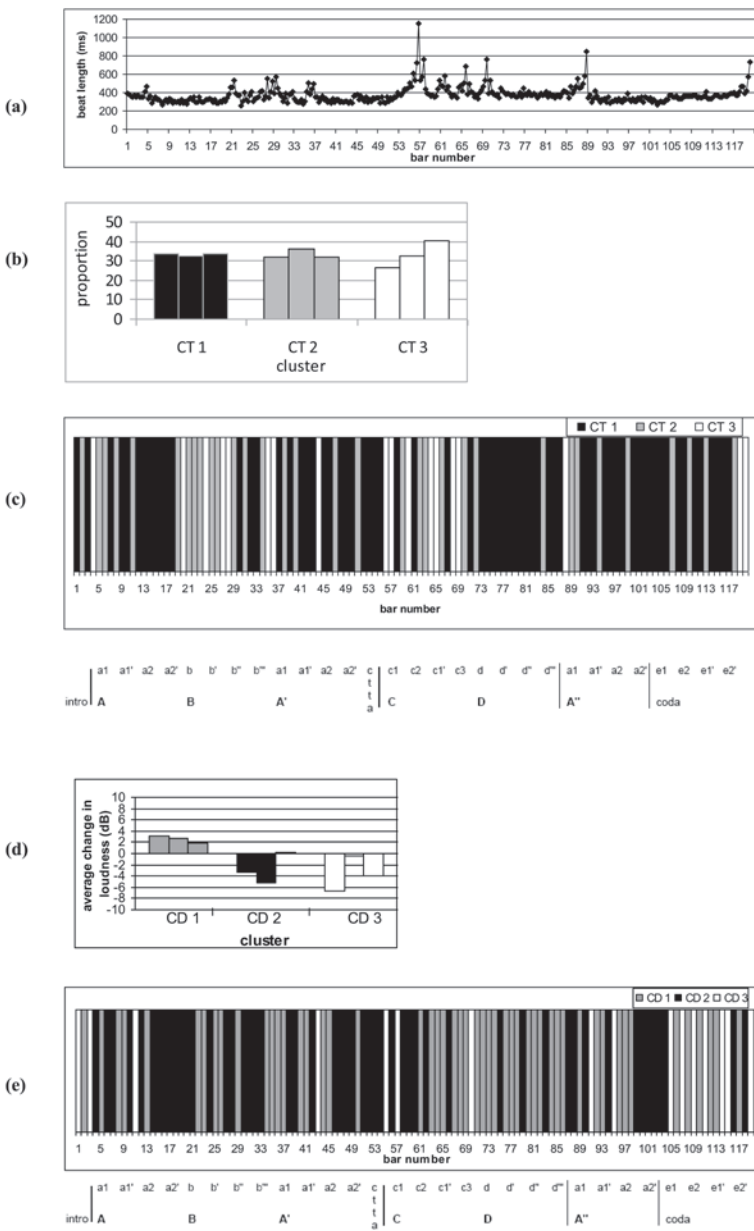 (a)
beat length (ms)
1200
1000
800
600
400
200
0
1 5 9 13 17 21 25 29 33 37 41 45 49 53 57 61 65 69 73 77 81 85 89 93 97 101 105 109 113 117
bar number
(b)
proportion
50
40
30
20
10
0
CT 1 CT 2 CT 3
cluster
(c)
CT 1 CT 2 CT 3
1 5 9 13 17 21 25 29 33 37 41 45 49 53 57 61 65 69 73 77 81 85 89 93 97 101 105 109 113 117
bar number
a1 a1' a2 a2' b b' b'' b''' a1 a1' a2 a2' c c1 c2 c1' c3 d d' d'' d''' a1 a1' a2 a2' e1 e2 e1' e2'
t
t
intro A B A' a C D A'' coda
(d)
average change in
loudness (dB)
10
8
6
4
2
0
-2
-4
-6
-8
-10
CD 1 CD 2 CD 3
cluster
(e)
CD 1 CD 2 CD 3
1 5 9 13 17 21 25 29 33 37 41 45 49 53 57 61 65 69 73 77 81 85 89 93 97 101 105 109 113 117
bar number
a1 a1' a2 a2' b b' b'' b''' a1 a1' a2 a2' c c1 c2 c1' c3 d d' d'' d''' a1 a1' a2 a2' e1 e2 e1' e2'
t
t
intro A B A' a C D A'' coda